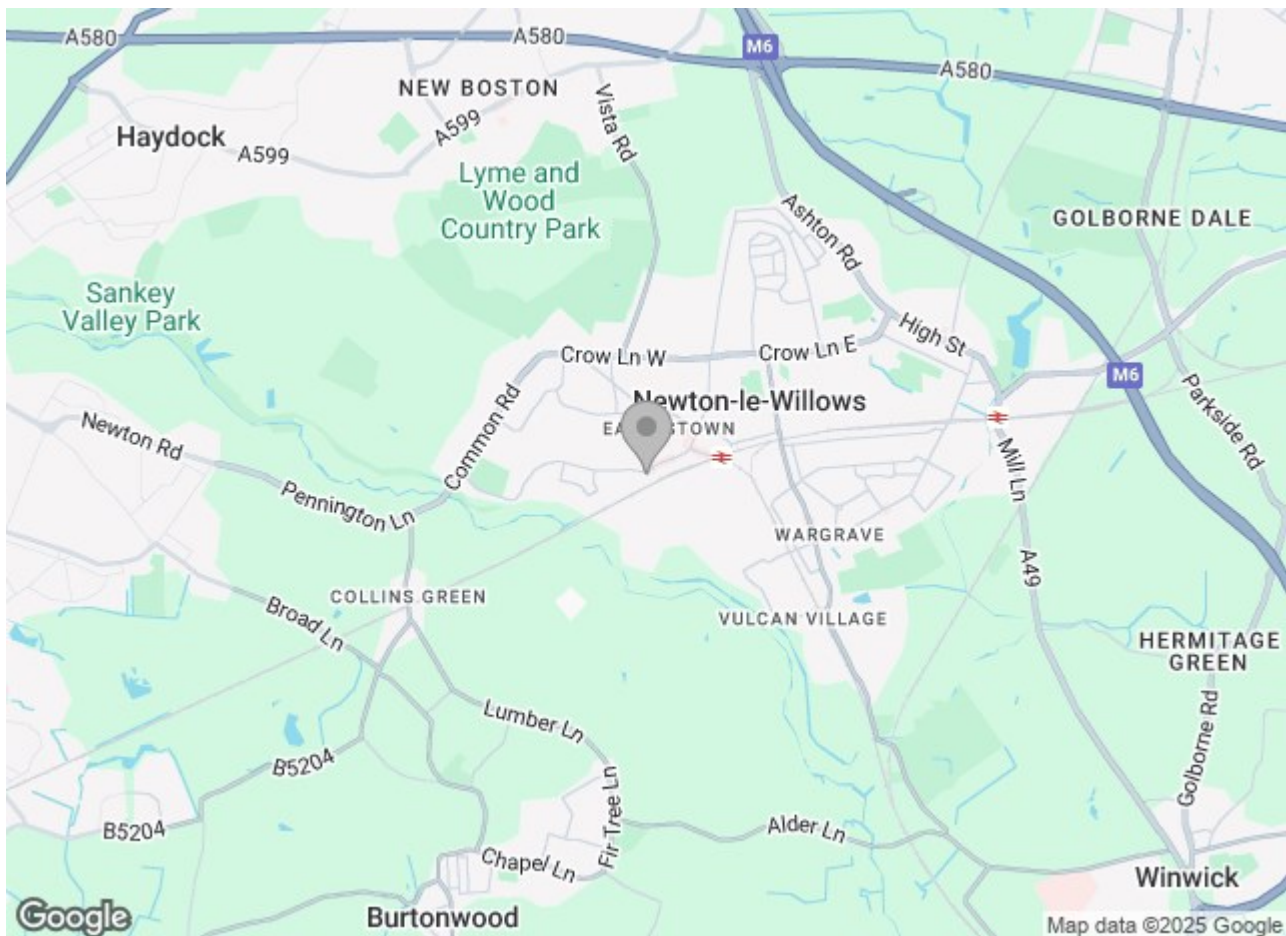 A580
A580
M6
A580
NEW BOSTON
Vista Rd
Haydock
A599
A599
Lyme and
Wood
Country Park
Ashton Rd
GOLBORNE DALE
Sankey
Valley Park
High St
Crow Ln W
Crow Ln E
M6
Newton-le-Willows
Parkside Rd
Newton Rd
Common Rd
Mill Ln
Pennington Ln
WARGRAVE
A49
COLLINS GREEN
Broad Ln
VULCAN VILLAGE
HERMITAGE
GREEN
Lumber Ln
B5204
Golborne Rd
Fir Tree Ln
B5204
Alder Ln
Chapel Ln
Winwick
Burtonwood
Google
Map data ©2025 Google